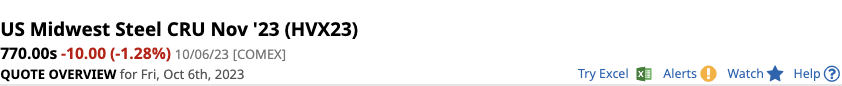 US Midwest Steel CRU Nov '23 (HVX23)
770.00s -10.00 (-1.28%) 10/06/23 [COMEX]
QUOTE OVERVIEW for Fri, Oct 6th, 2023 Try Excel Alerts ! Watch Help ?